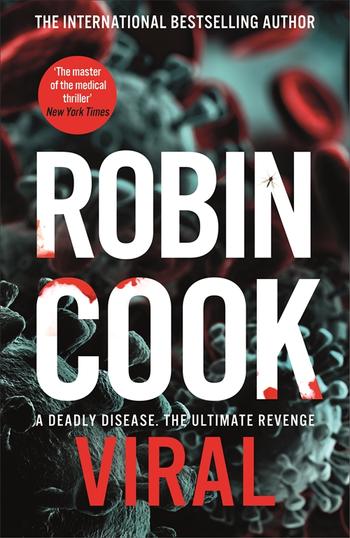 THE INTERNATIONAL BESTSELLING AUTHOR
‘The master
of the medical
thriller’
New York Times
ROBIN
COOK
A DEADLY DISEASE. THE ULTIMATE REVENGE
VIRAL